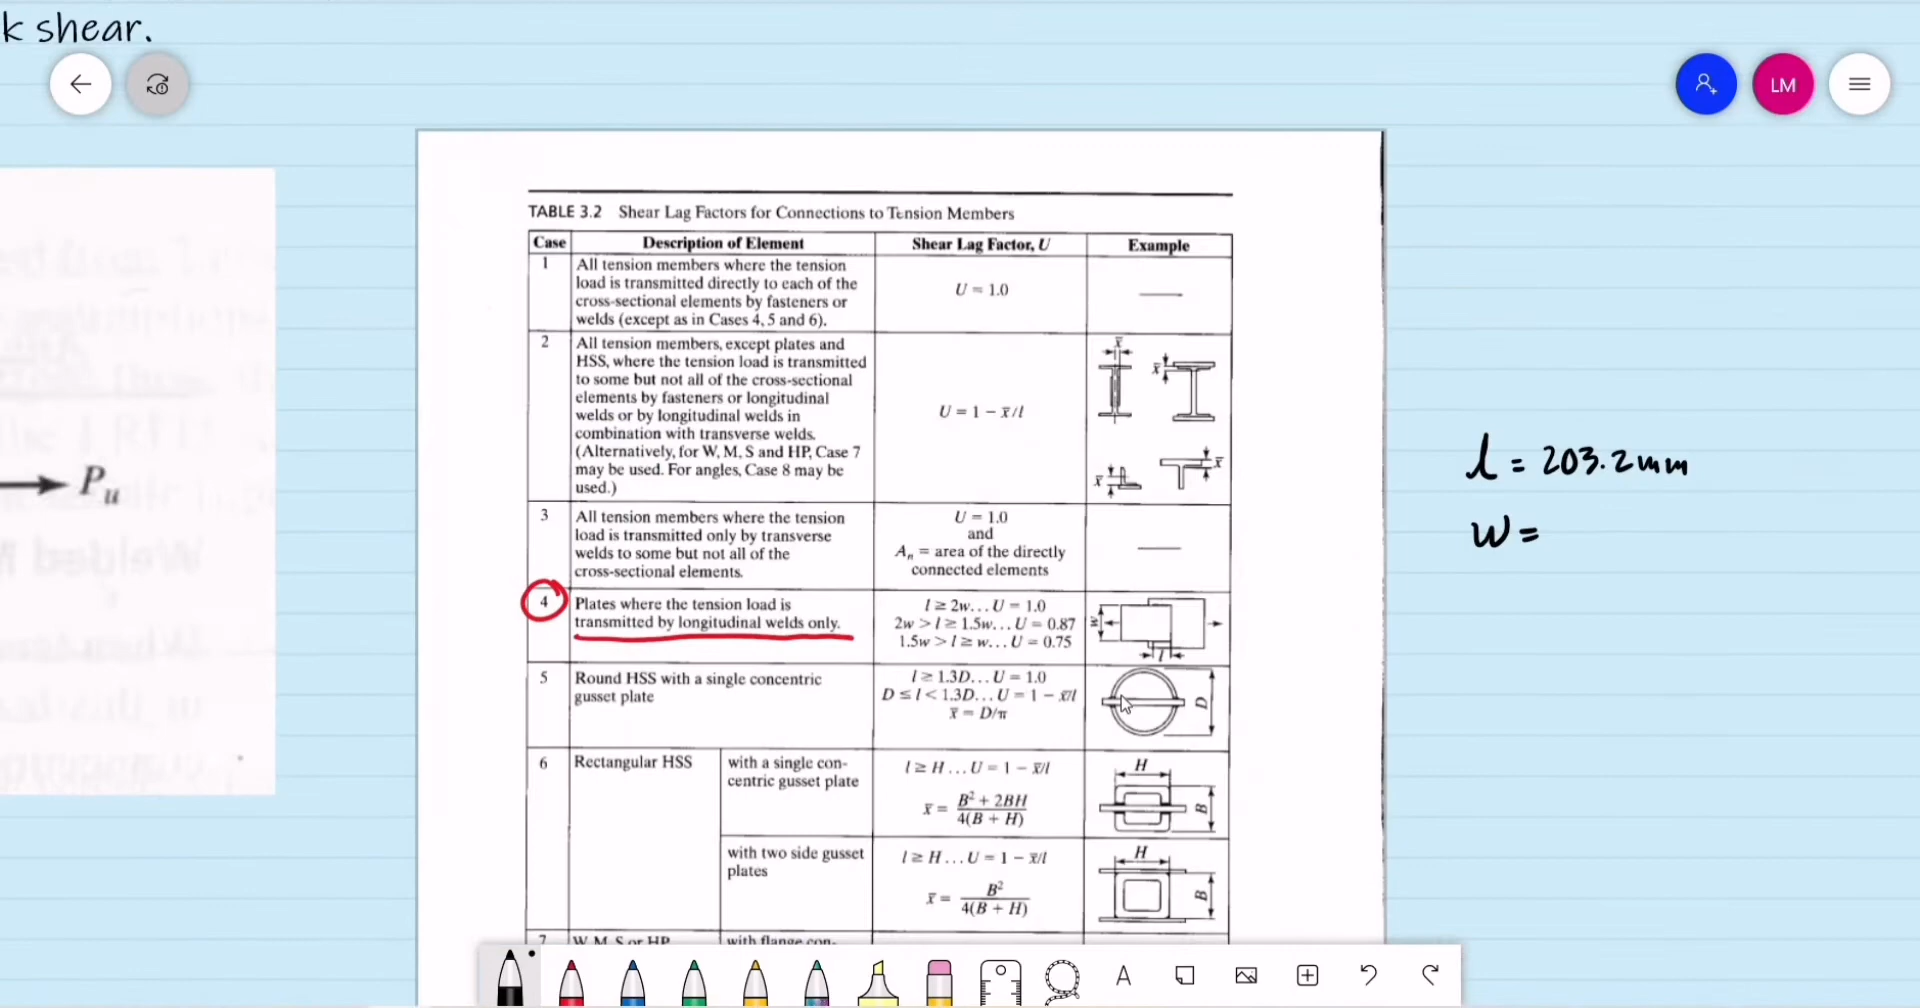 k shear.
LM
TABLE 3.2 Shear Lag Factors for Connections to Tension Members
Case Description of Element Shear Lag Factor, U Example
1 All tension members where the tension
load is transmitted directly to each of the
cross-sectional elements by fasteners or
welds (except as in Cases 4, 5 and 6).
U = 1.0
2 All tension members, except plates and
HSS, where the tension load is transmitted
to some but not all of the cross-sectional
elements by fasteners or longitudinal
welds or by longitudinal welds in
combination with transverse welds.
(Alternatively, for W, M, S and HP, Case 7
may be used. For angles, Case 8 may be
used.)
U = 1 − x̅/l
x̅
x̅
x̅
x̅
3 All tension members where the tension
load is transmitted only by transverse
welds to some but not all of the
cross-sectional elements.
U = 1.0
and
Aₙ = area of the directly
connected elements
4 Plates where the tension load is
transmitted by longitudinal welds only.
l ≥ 2w... U = 1.0
2w > l ≥ 1.5w... U = 0.87
1.5w > l ≥ w... U = 0.75
w
l
5 Round HSS with a single concentric
gusset plate
l ≥ 1.3D... U = 1.0
D ≤ l < 1.3D... U = 1 − x̅/l
x̅ = D/π
D
6 Rectangular HSS
with a single con-
centric gusset plate
l ≥ H... U = 1 − x̅/l
x̅ = B² + 2BH / 4(B + H)
H
B
with two side gusset
plates
l ≥ H... U = 1 − x̅/l
x̅ = B² / 4(B + H)
H
B
7 W, M, S or HP with flange con-
Pu
l = 203.2mm
w =
A